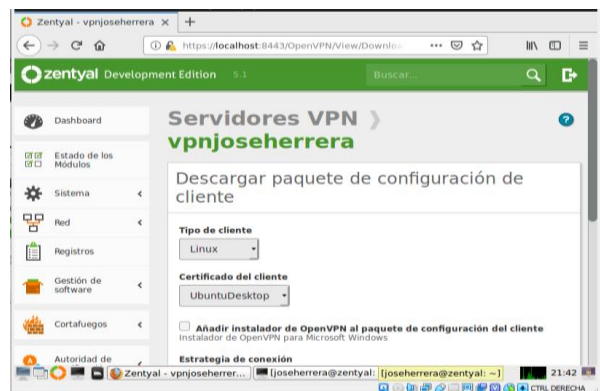 Zentyal - vpnjoseherrera × +
https://localhost:8443/OpenVPN/View/Downlo
zentyal Development Edition 5.1 Buscar...
Dashboard
Estado de los
Módulos
Sistema
Red
Registros
Gestión de
software
Cortafuegos
Autoridad de
Servidores VPN
vpnjoseherrera
?
Descargar paquete de configuración de
cliente
Tipo de cliente
Linux
Certificado del cliente
UbuntuDesktop
Añadir instalador de OpenVPN al paquete de configuración del cliente
Instalador de OpenVPN para Microsoft Windows
Estrategia de conexión
Zentyal - vpnjoseherrer... [joseherrera@zentyal: [joseherrera@zentyal: ~] 21:42
CTRL DERECHA